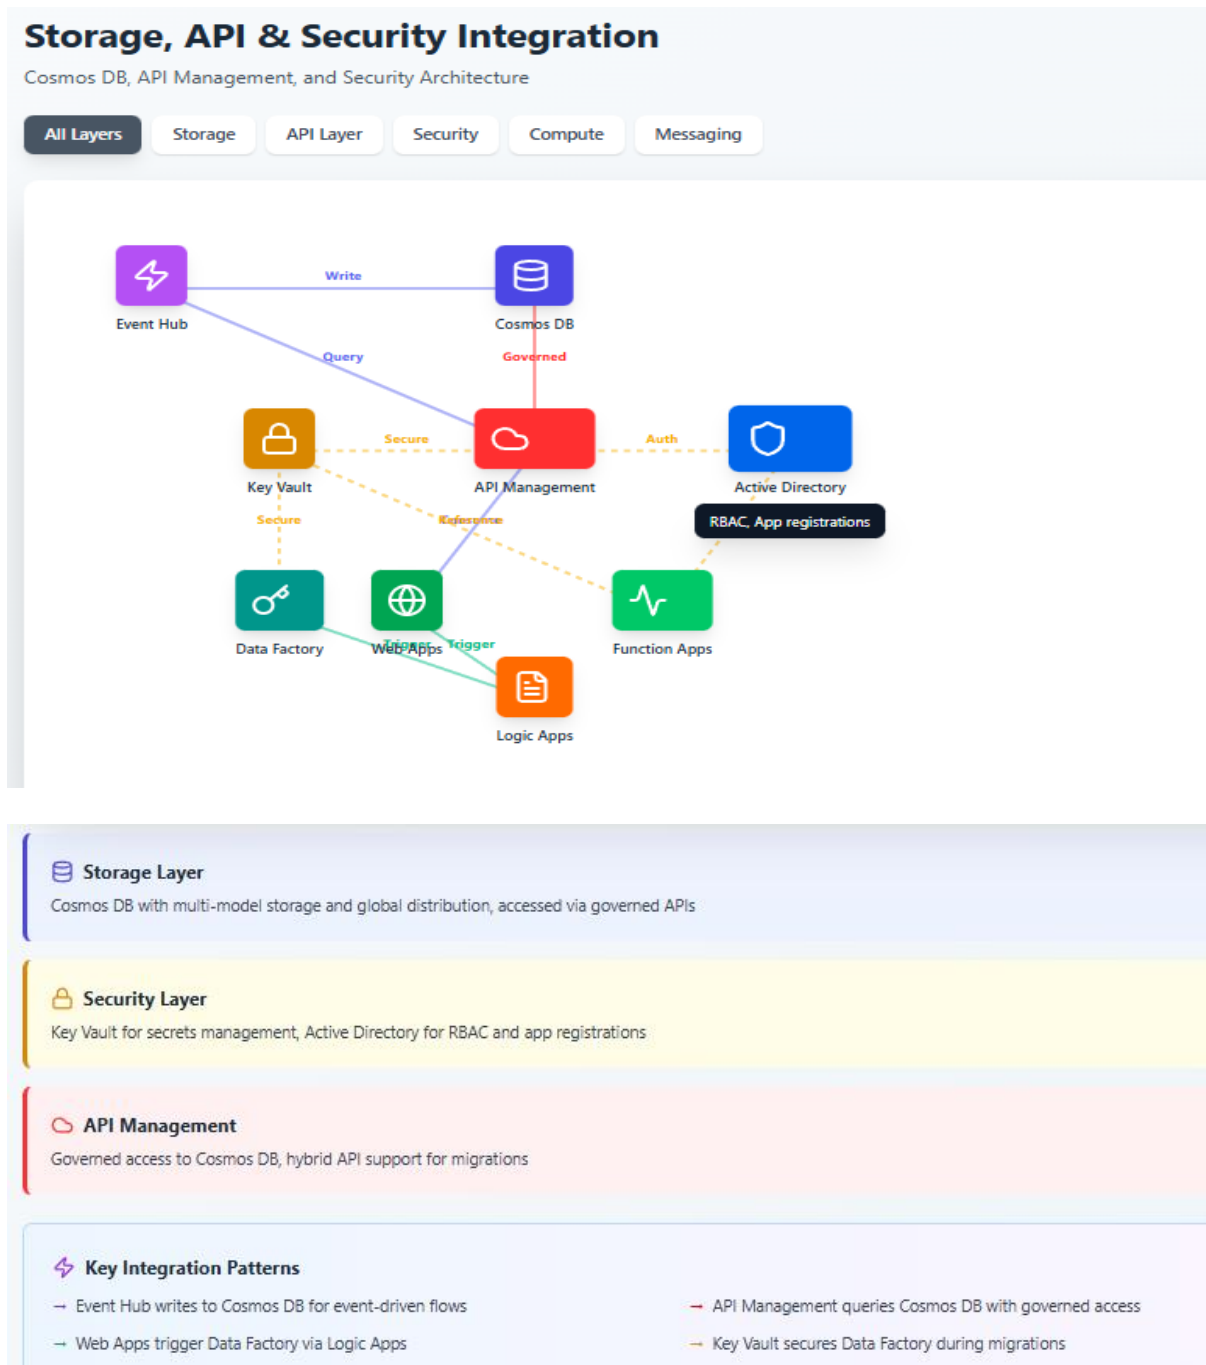 Storage, API & Security Integration
Cosmos DB, API Management, and Security Architecture
All Layers Storage API Layer Security Compute Messaging
Write
Event Hub
Cosmos DB
Query
Governed
Secure
Auth
Key Vault
API Management
Active Directory
Secure
RBAC, App registrations
Data Factory
Web Apps
Trigger
Trigger
Function Apps
Logic Apps
Storage Layer
Cosmos DB with multi-model storage and global distribution, accessed via governed APIs
Security Layer
Key Vault for secrets management, Active Directory for RBAC and app registrations
API Management
Governed access to Cosmos DB, hybrid API support for migrations
Key Integration Patterns
→ Event Hub writes to Cosmos DB for event-driven flows
→ API Management queries Cosmos DB with governed access
→ Web Apps trigger Data Factory via Logic Apps
→ Key Vault secures Data Factory during migrations